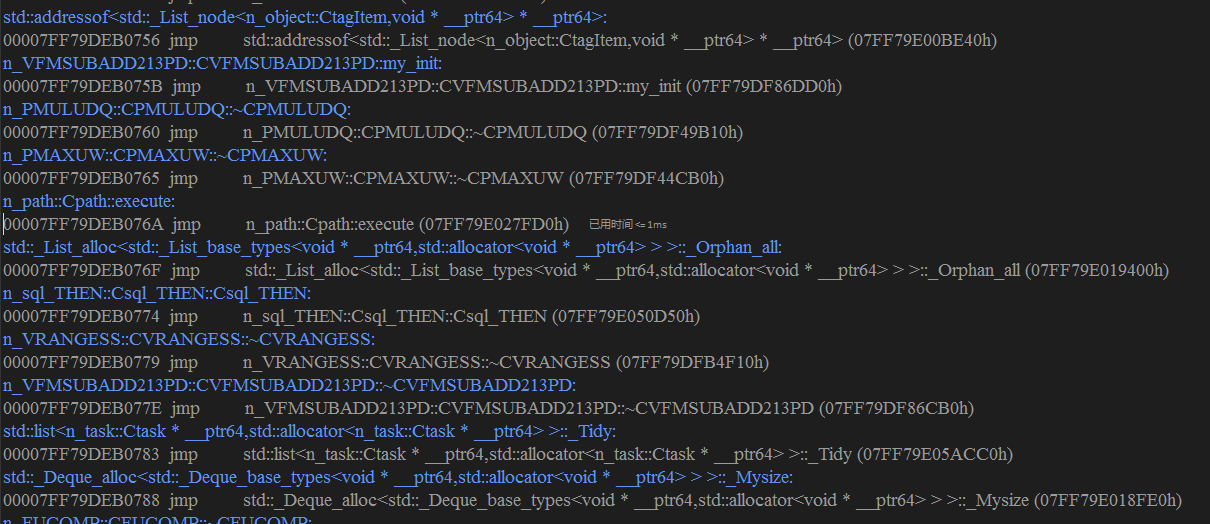 std::addressof<std::_List_node<n_object::CtagItem,void * __ptr64> * __ptr64>:
00007FF79DEB0756 jmp std::addressof<std::_List_node<n_object::CtagItem,void * __ptr64> * __ptr64> (07FF79E00BE40h)
n_VFMSUBADD213PD::CVFMSUBADD213PD::my_init:
00007FF79DEB075B jmp n_VFMSUBADD213PD::CVFMSUBADD213PD::my_init (07FF79DF86DD0h)
n_PMULUDQ::CPMULUDQ::~CPMULUDQ:
00007FF79DEB0760 jmp n_PMULUDQ::CPMULUDQ::~CPMULUDQ (07FF79DF49B10h)
n_PMAXUW::CPMAXUW::~CPMAXUW:
00007FF79DEB0765 jmp n_PMAXUW::CPMAXUW::~CPMAXUW (07FF79DF44CB0h)
n_path::Cpath::execute:
00007FF79DEB076A jmp n_path::Cpath::execute (07FF79E027FD0h) 已用时间 <= 1ms
std::_List_alloc<std::_List_base_types<void * __ptr64,std::allocator<void * __ptr64> > >::_Orphan_all:
00007FF79DEB076F jmp std::_List_alloc<std::_List_base_types<void * __ptr64,std::allocator<void * __ptr64> > >::_Orphan_all (07FF79E019400h)
n_sql_THEN::Csql_THEN::Csql_THEN:
00007FF79DEB0774 jmp n_sql_THEN::Csql_THEN::Csql_THEN (07FF79E050D50h)
n_VRANGESS::CVRANGESS::~CVRANGESS:
00007FF79DEB0779 jmp n_VRANGESS::CVRANGESS::~CVRANGESS (07FF79DFB4F10h)
n_VFMSUBADD213PD::CVFMSUBADD213PD::~CVFMSUBADD213PD:
00007FF79DEB077E jmp n_VFMSUBADD213PD::CVFMSUBADD213PD::~CVFMSUBADD213PD (07FF79DF86CB0h)
std::list<n_task::Ctask * __ptr64,std::allocator<n_task::Ctask * __ptr64> >::_Tidy:
00007FF79DEB0783 jmp std::list<n_task::Ctask * __ptr64,std::allocator<n_task::Ctask * __ptr64> >::_Tidy (07FF79E05ACC0h)
std::_Deque_alloc<std::_Deque_base_types<void * __ptr64,std::allocator<void * __ptr64> > >::_Mysize:
00007FF79DEB0788 jmp std::_Deque_alloc<std::_Deque_base_types<void * __ptr64,std::allocator<void * __ptr64> > >::_Mysize (07FF79E018FE0h)